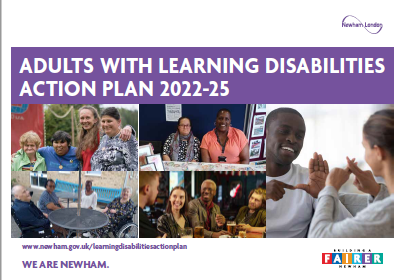 Newham London
ADULTS WITH LEARNING DISABILITIES
ACTION PLAN 2022-25
www.newham.gov.uk/learningdisabilitiesactionplan
WE ARE NEWHAM.
BUILDING A
FAIRER
NEWHAM